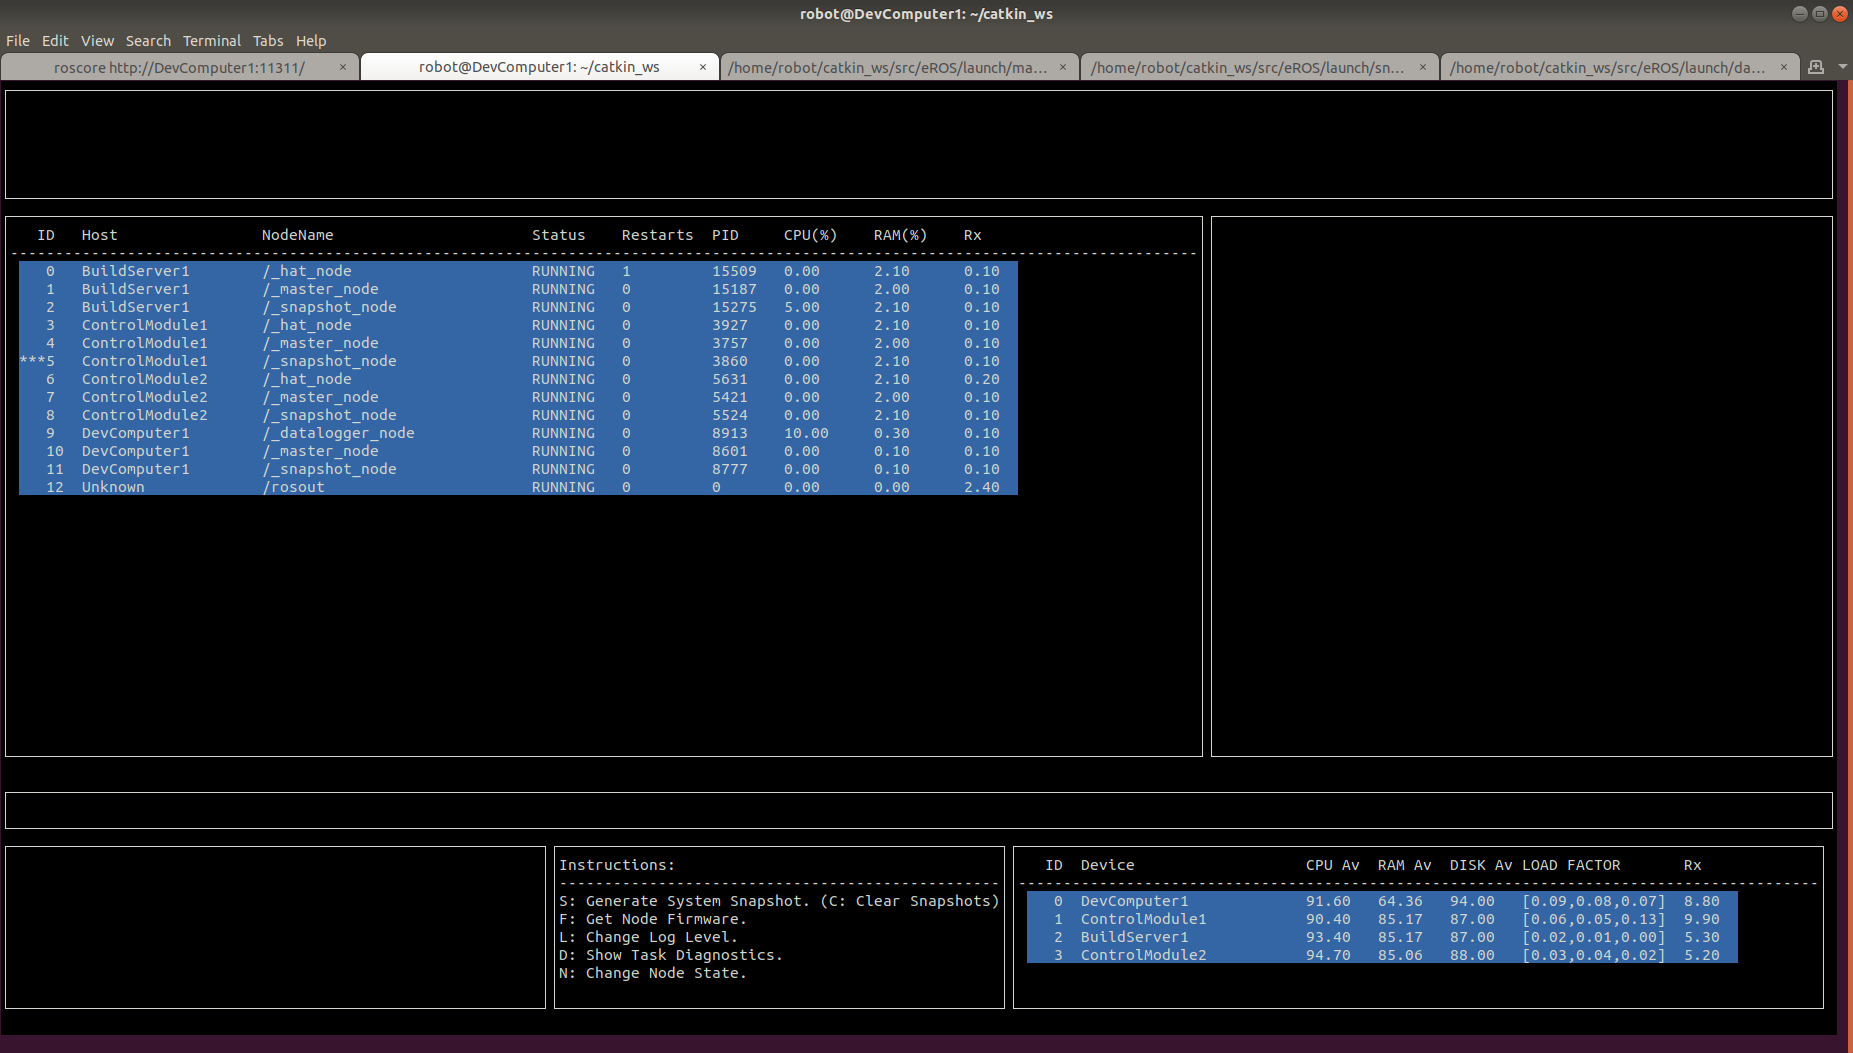 robot@DevComputer1: ~/catkin_ws
File Edit View Search Terminal Tabs Help
roscore http://DevComputer1:11311/ × robot@DevComputer1: ~/catkin_ws × /home/robot/catkin_ws/src/eROS/launch/ma... × /home/robot/catkin_ws/src/eROS/launch/sn... × /home/robot/catkin_ws/src/eROS/launch/da... ×
ID Host NodeName Status Restarts PID CPU(%) RAM(%) Rx
0 BuildServer1 /_hat_node RUNNING 1 15509 0.00 2.10 0.10
1 BuildServer1 /_master_node RUNNING 0 15187 0.00 2.00 0.10
2 BuildServer1 /_snapshot_node RUNNING 0 15275 5.00 2.10 0.10
3 ControlModule1 /_hat_node RUNNING 0 3927 0.00 2.10 0.10
4 ControlModule1 /_master_node RUNNING 0 3757 0.00 2.00 0.10
***5 ControlModule1 /_snapshot_node RUNNING 0 3860 0.00 2.10 0.10
6 ControlModule2 /_hat_node RUNNING 0 5631 0.00 2.10 0.20
7 ControlModule2 /_master_node RUNNING 0 5421 0.00 2.00 0.10
8 ControlModule2 /_snapshot_node RUNNING 0 5524 0.00 2.10 0.10
9 DevComputer1 /_datalogger_node RUNNING 0 8913 10.00 0.30 0.10
10 DevComputer1 /_master_node RUNNING 0 8601 0.00 0.10 0.10
11 DevComputer1 /_snapshot_node RUNNING 0 8777 0.00 0.10 0.10
12 Unknown /rosout RUNNING 0 0 0.00 0.00 2.40
Instructions:
S: Generate System Snapshot. (C: Clear Snapshots)
F: Get Node Firmware.
L: Change Log Level.
D: Show Task Diagnostics.
N: Change Node State.
ID Device CPU Av RAM Av DISK Av LOAD FACTOR Rx
0 DevComputer1 91.60 64.36 94.00 [0.09,0.08,0.07] 8.80
1 ControlModule1 90.40 85.17 87.00 [0.06,0.05,0.13] 9.90
2 BuildServer1 93.40 85.17 87.00 [0.02,0.01,0.00] 5.30
3 ControlModule2 94.70 85.06 88.00 [0.03,0.04,0.02] 5.20